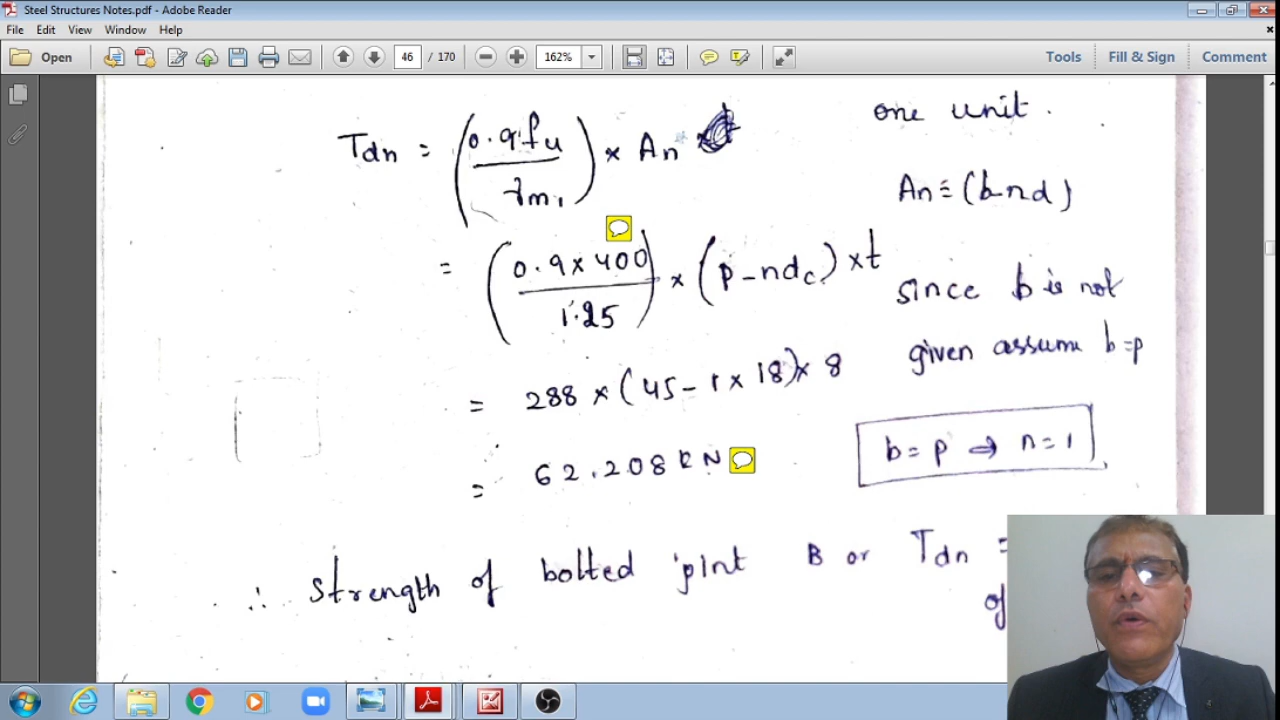 Steel Structures Notes.pdf - Adobe Reader
File Edit View Window Help
Open 46 / 170 162% Tools Fill & Sign Comment
one unit.
Tdn = (0.9fu / γm1) × An
An = (b nd)
= (0.9 × 400 / 1.25) × (p - ndc) × t
since b is not
given assume b=p
= 288 × (45 - 1 × 18) × 8
b = p ⇒ n = 1
= 62.208 kN
∴ Strength of bolted joint B or Tdn =
of